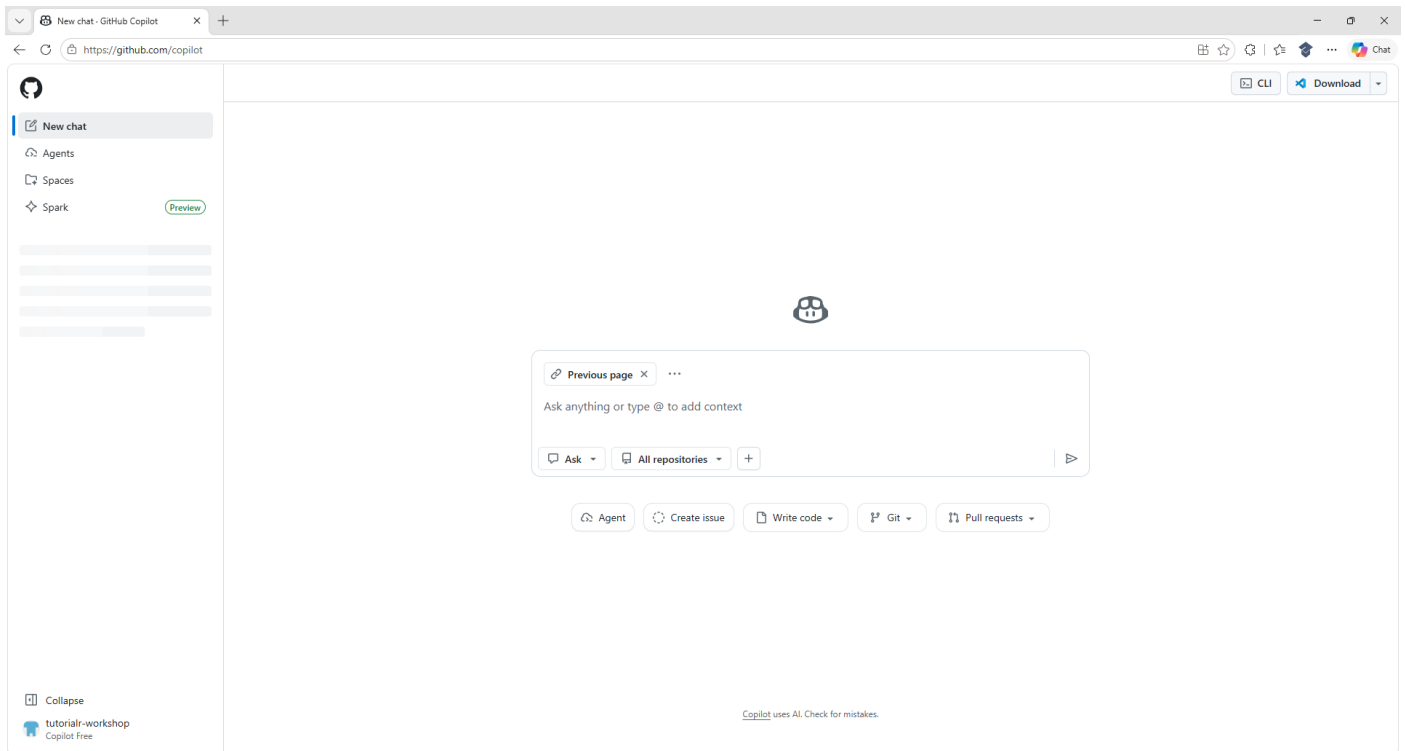 New chat · GitHub Copilot
https://github.com/copilot
Chat
CLI
Download
New chat
Agents
Spaces
Spark Preview
Previous page
Ask anything or type @ to add context
Ask All repositories
Agent Create issue Write code Git Pull requests
Collapse
tutorialr-workshop
Copilot Free
Copilot uses AI. Check for mistakes.